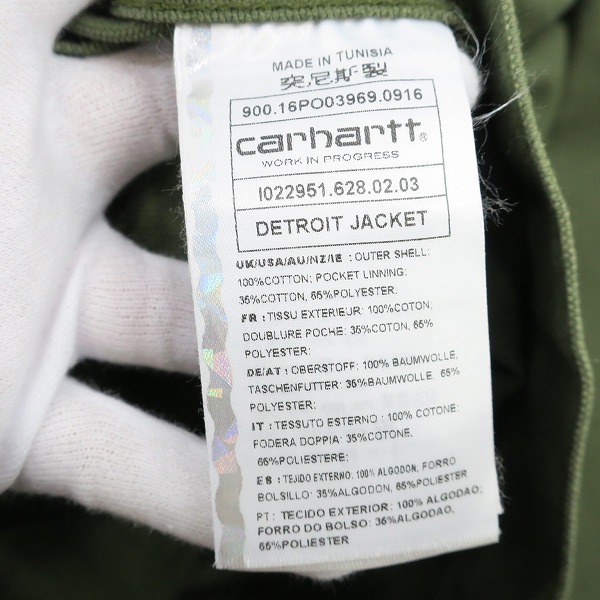 MADE IN TUNISIA
突尼斯製
900.16PO03969.0916
carhartt®
WORK IN PROGRESS
I022951.628.02.03
DETROIT JACKET
UK/USA/AU/NZ/IE : OUTER SHELL:
100%COTTON; POCKET LINNING:
35%COTTON, 65%POLYESTER.
FR : TISSU EXTERIEUR: 100%COTON;
DOUBLURE POCHE: 35%COTON, 65%
POLYESTER;
DE/AT : OBERSTOFF: 100% BAUMWOLLE,
TASCHENFUTTER: 35%BAUMWOLLE, 65%
POLYESTER;
IT : TESSUTO ESTERNO : 100% COTONE;
FODERA DOPPIA: 35%COTONE,
65%POLIESTERE;
ES : TEJIDO EXTERNO: 100% ALGODON, FORRO
BOLSILLO: 35%ALGODON, 65%POLIESTER
PT : TECIDO EXTERIOR: 100% ALGODAO;
FORRO DO BOLSO: 35%ALGODAO,
65%POLIESTER